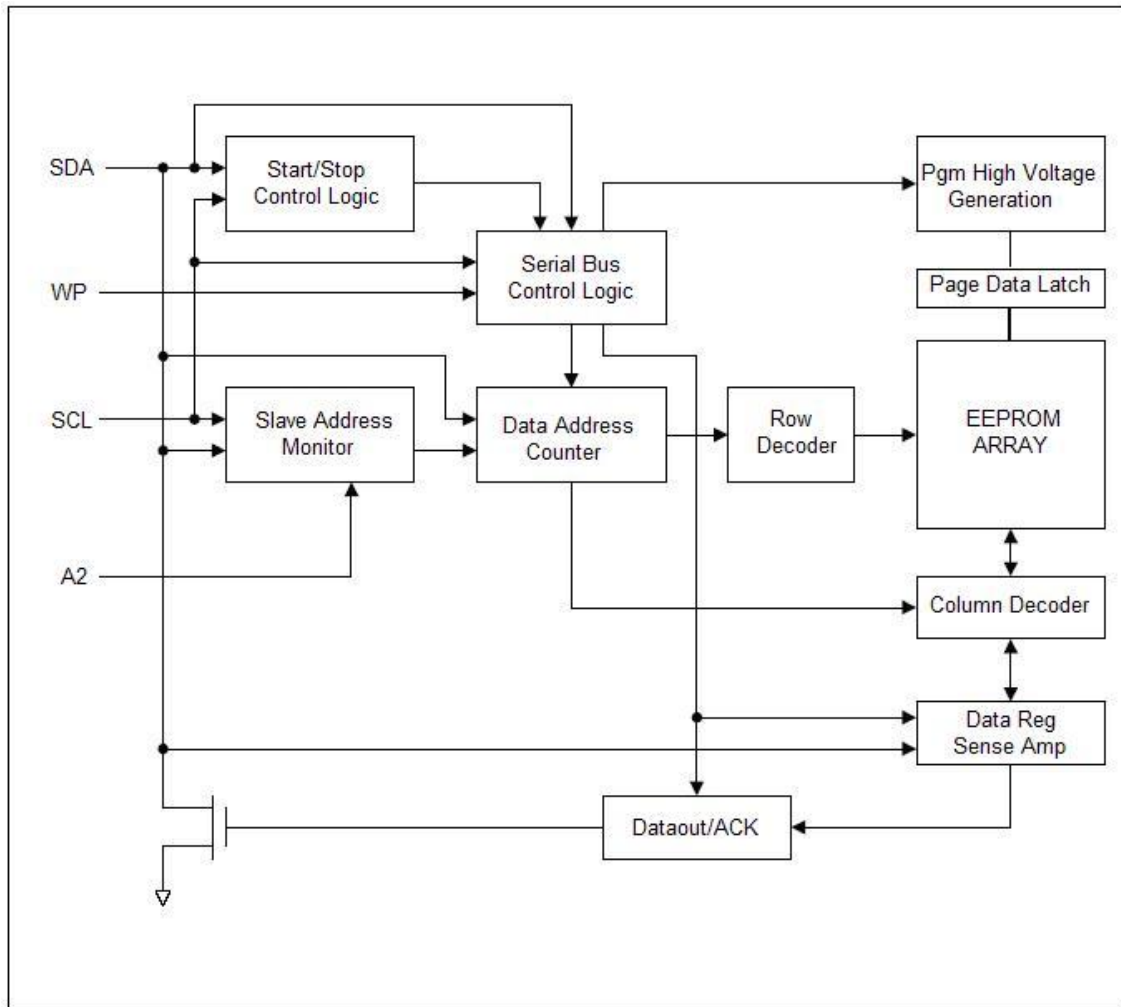 SDA
Start/Stop
Control Logic
Pgm High Voltage
Generation
WP
Serial Bus
Control Logic
Page Data Latch
SCL
Slave Address
Monitor
Data Address
Counter
Row
Decoder
EEPROM
ARRAY
A2
Column Decoder
Data Reg
Sense Amp
Dataout/ACK